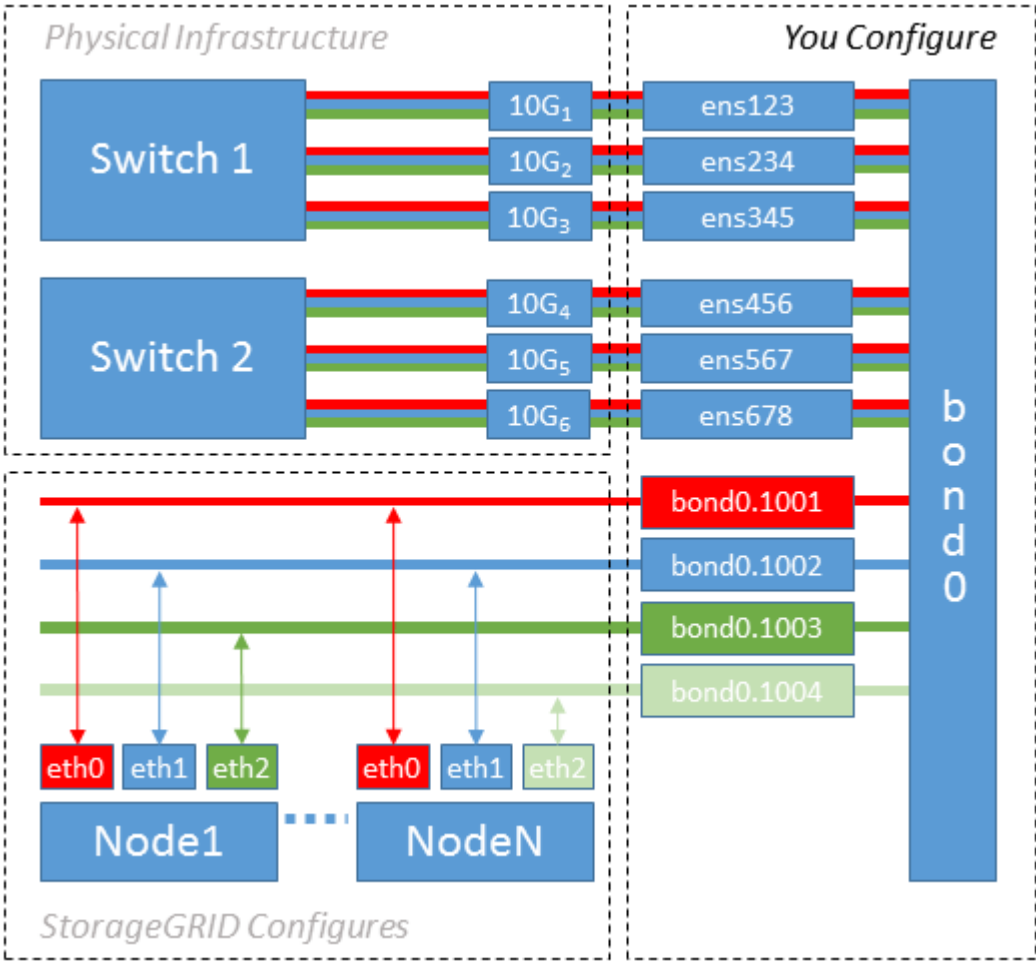 Physical Infrastructure
You Configure
Switch 1
10G1
ens123
10G2
ens234
10G3
ens345
Switch 2
10G4
ens456
10G5
ens567
10G6
ens678
bond0
bond0.1001
bond0.1002
bond0.1003
bond0.1004
eth0 eth1 eth2
eth0 eth1 eth2
Node1
NodeN
StorageGRID Configures